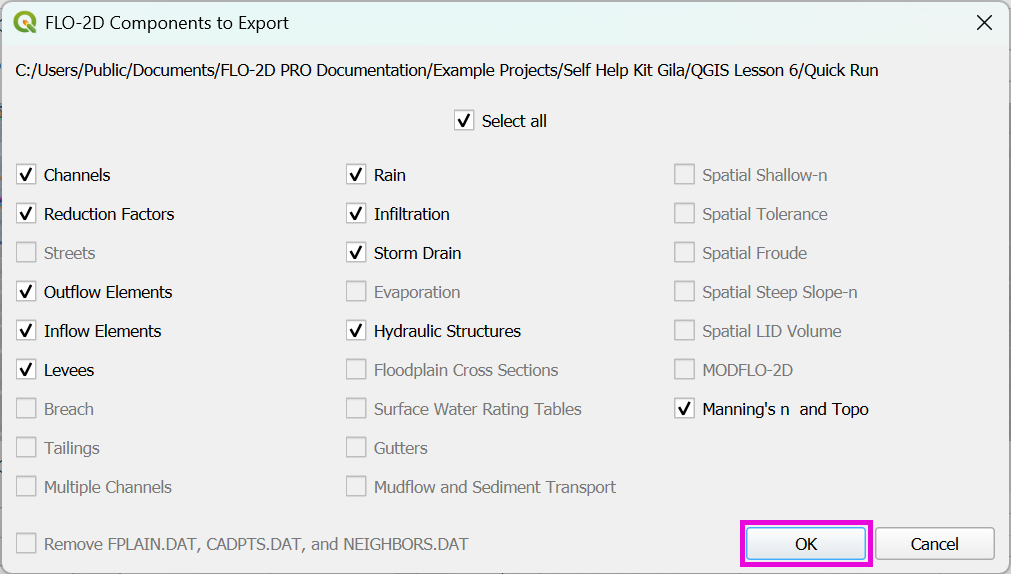 FLO-2D Components to Export
C:/Users/Public/Documents/FLO-2D PRO Documentation/Example Projects/Self Help Kit Gila/QGIS Lesson 6/Quick Run
Select all
Channels
Reduction Factors
Streets
Outflow Elements
Inflow Elements
Levees
Breach
Tailings
Multiple Channels
Rain
Infiltration
Storm Drain
Evaporation
Hydraulic Structures
Floodplain Cross Sections
Surface Water Rating Tables
Gutters
Mudflow and Sediment Transport
Spatial Shallow-n
Spatial Tolerance
Spatial Froude
Spatial Steep Slope-n
Spatial LID Volume
MODFLO-2D
Manning's n  and Topo
Remove FPLAIN.DAT, CADPTS.DAT, and NEIGHBORS.DAT
OK
Cancel